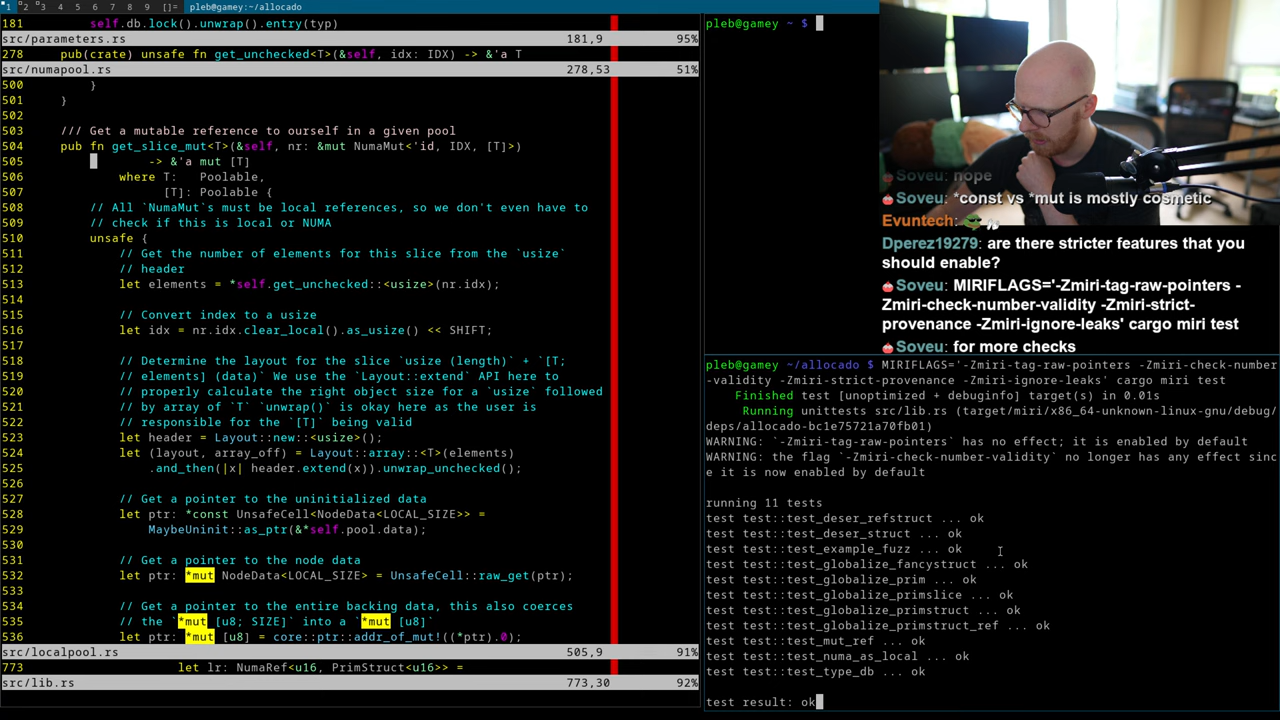 1 2 3 4 5 6 7 8 9 []= pleb@gamey:~/allocado
181         self.db.lock().unwrap().entry(typ)
src/parameters.rs 181,9 95%
278     pub(crate) unsafe fn get_unchecked<T>(&self, idx: IDX) -> &'a T
src/numapool.rs 278,53 51%
500         }
501     }
502
503     /// Get a mutable reference to ourself in a given pool
504     pub fn get_slice_mut<T>(&self, nr: &mut NumaMut<'id, IDX, [T]>)
505             -> &'a mut [T]
506         where T:   Poolable,
507               [T]: Poolable {
508         // All `NumaMut`s must be local references, so we don't even have to
509         // check if this is local or NUMA
510         unsafe {
511             // Get the number of elements for this slice from the `usize`
512             // header
513             let elements = *self.get_unchecked::<usize>(nr.idx);
514
515             // Convert index to a usize
516             let idx = nr.idx.clear_local().as_usize() << SHIFT;
517
518             // Determine the layout for the slice `usize (length)` + `[T;
519             // elements] (data)` We use the `Layout::extend` API here to
520             // properly calculate the right object size for a `usize` followed
521             // by array of `T` `unwrap()` is okay here as the user is
522             // responsible for the `[T]` being valid
523             let header = Layout::new::<usize>();
524             let (layout, array_off) = Layout::array::<T>(elements)
525                 .and_then(|x| header.extend(x)).unwrap_unchecked();
526
527             // Get a pointer to the uninitialized data
528             let ptr: *const UnsafeCell<NodeData<LOCAL_SIZE>> =
529                 MaybeUninit::as_ptr(&*self.pool.data);
530
531             // Get a pointer to the node data
532             let ptr: *mut NodeData<LOCAL_SIZE> = UnsafeCell::raw_get(ptr);
533
534             // Get a pointer to the entire backing data, this also coerces
535             // the `*mut [u8; SIZE]` into a `*mut [u8]`
536             let ptr: *mut [u8] = core::ptr::addr_of_mut!((*ptr).0);
src/localpool.rs 505,9 91%
773                     let lr: NumaRef<u16, PrimStruct<u16>> =
src/lib.rs 773,30 92%
pleb@gamey ~ $
Soveu: nope
Soveu: *const vs *mut is mostly cosmetic
Evuntech:
Dperez19279: are there stricter features that you
should enable?
Soveu: MIRIFLAGS='-Zmiri-tag-raw-pointers -
Zmiri-check-number-validity -Zmiri-strict-
provenance -Zmiri-ignore-leaks' cargo miri test
Soveu: for more checks
pleb@gamey ~/allocado $ MIRIFLAGS='-Zmiri-tag-raw-pointers -Zmiri-check-number
-validity -Zmiri-strict-provenance -Zmiri-ignore-leaks' cargo miri test
Finished test [unoptimized + debuginfo] target(s) in 0.01s
Running unittests src/lib.rs (target/miri/x86_64-unknown-linux-gnu/debug/
deps/allocado-bc1e75721a70fb01)
WARNING: `-Zmiri-tag-raw-pointers` has no effect; it is enabled by default
WARNING: the flag `-Zmiri-check-number-validity` no longer has any effect sinc
e it is now enabled by default
running 11 tests
test test::test_deser_refstruct ... ok
test test::test_deser_struct ... ok
test test::test_example_fuzz ... ok
test test::test_globalize_fancystruct ... ok
test test::test_globalize_prim ... ok
test test::test_globalize_primslice ... ok
test test::test_globalize_primstruct ... ok
test test::test_globalize_primstruct_ref ... ok
test test::test_mut_ref ... ok
test test::test_numa_as_local ... ok
test test::test_type_db ... ok
test result: ok